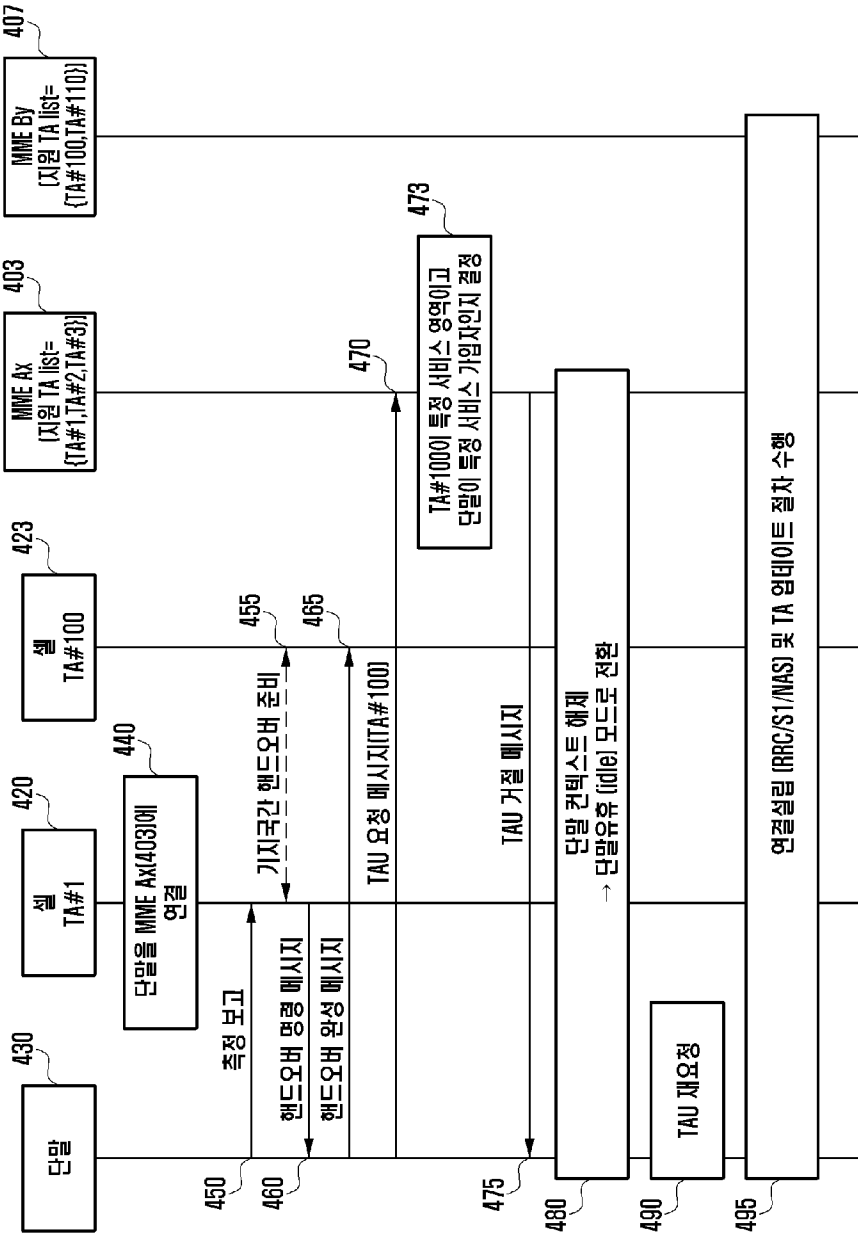 430
단말
420
셀
TA#1
423
셀
TA#100
403
MME Ax
(지원 TA list=
{TA#1,TA#2,TA#3})
407
MME By
(지원 TA list=
{TA#100,TA#110})
440
단말을 MME Ax(403)에
연결
450
측정 보고
455
기지국간 핸드오버 준비
460
핸드오버 명령 메시지
465
핸드오버 완성 메시지
470
TAU 요청 메시지(TA#100)
473
TA#100이 특정 서비스 영역이고
단말이 특정 서비스 가입자인지 결정
475
TAU 거절 메시지
480
단말 컨텍스트 해제
→ 단말유휴 (idle) 모드로 전환
490
TAU 재요청
495
연결설립 (RRC/S1/NAS) 및 TA 업데이트 절차 수행